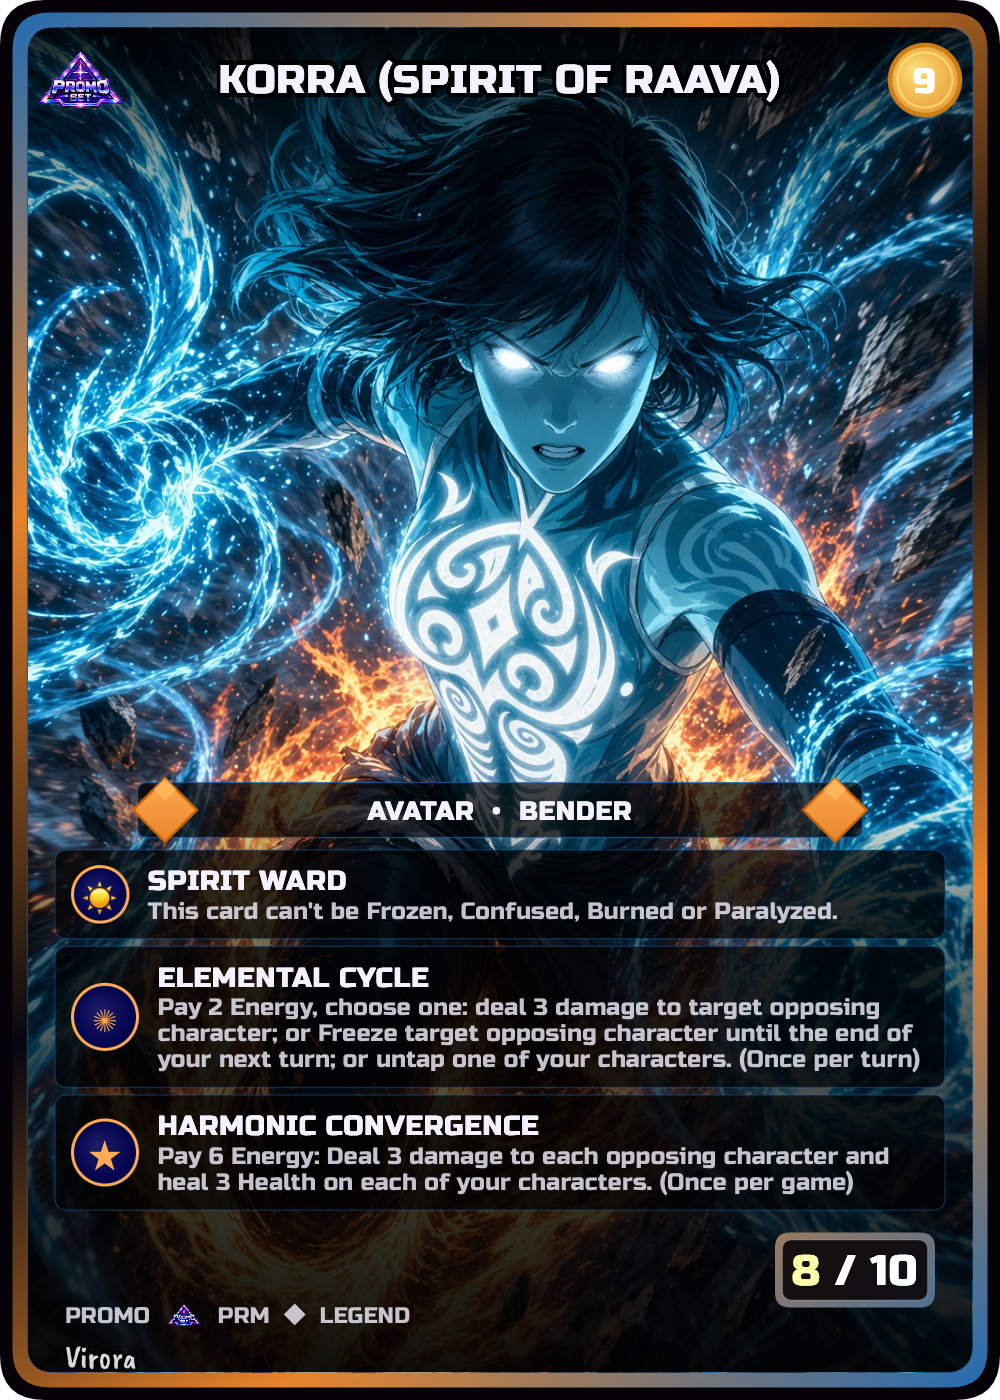 PROMO
SET
KORRA (SPIRIT OF RAAVA)
9
AVATAR • BENDER
SPIRIT WARD
This card can't be Frozen, Confused, Burned or Paralyzed.
ELEMENTAL CYCLE
Pay 2 Energy, choose one: deal 3 damage to target opposing
character; or Freeze target opposing character until the end of
your next turn; or untap one of your characters. (Once per turn)
HARMONIC CONVERGENCE
Pay 6 Energy: Deal 3 damage to each opposing character and
heal 3 Health on each of your characters. (Once per game)
8 / 10
PROMO PRM ◆ LEGEND
Virora